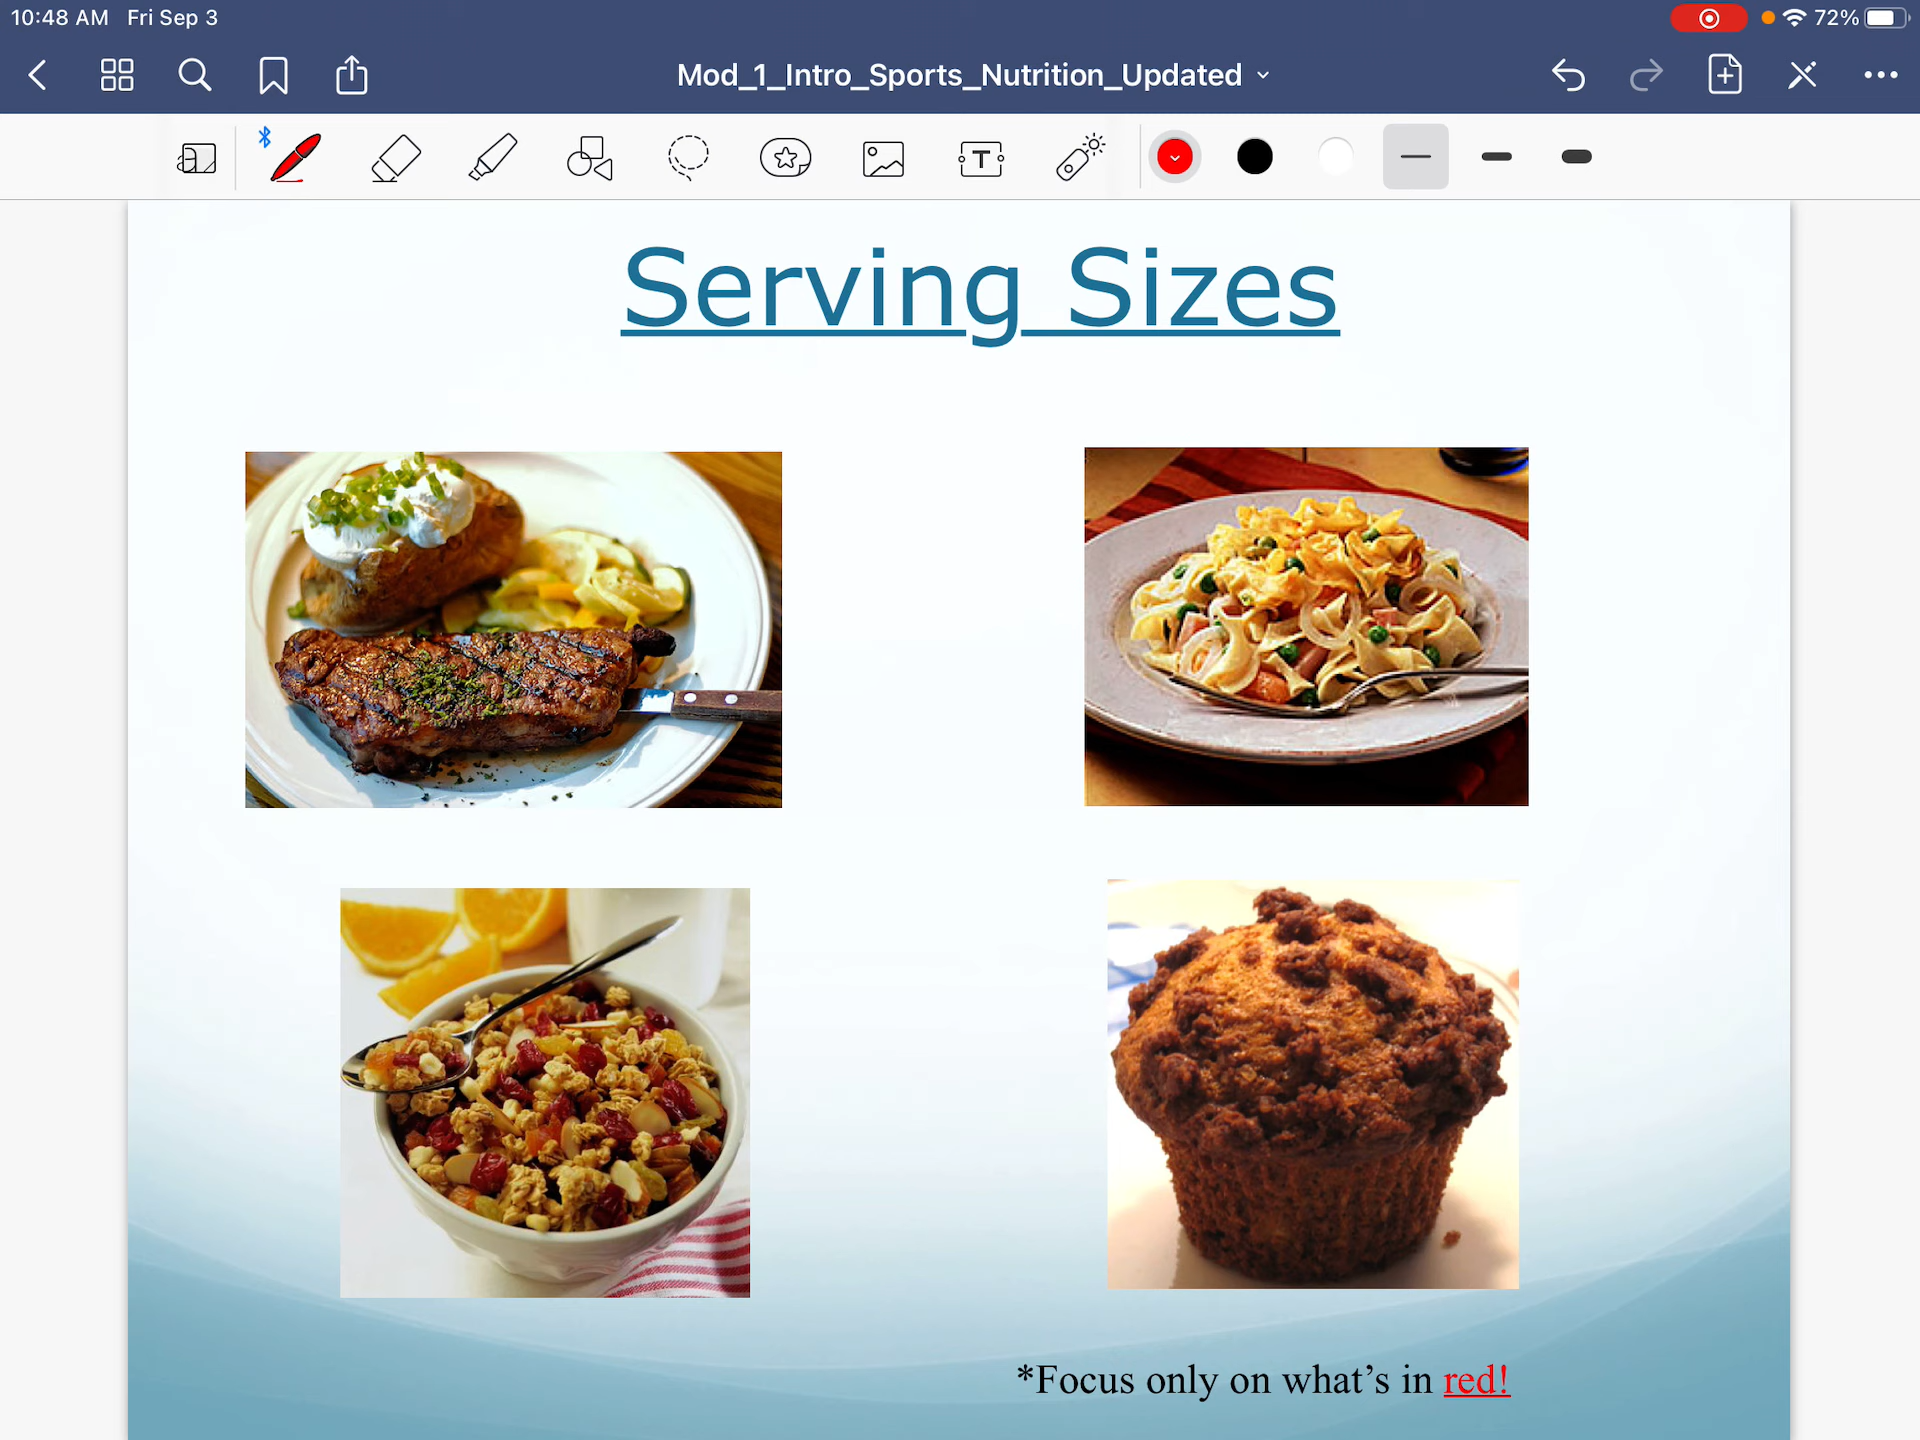 10:48 AM Fri Sep 3
72%
Mod_1_Intro_Sports_Nutrition_Updated
a
T
Serving Sizes
*Focus only on what’s in red!